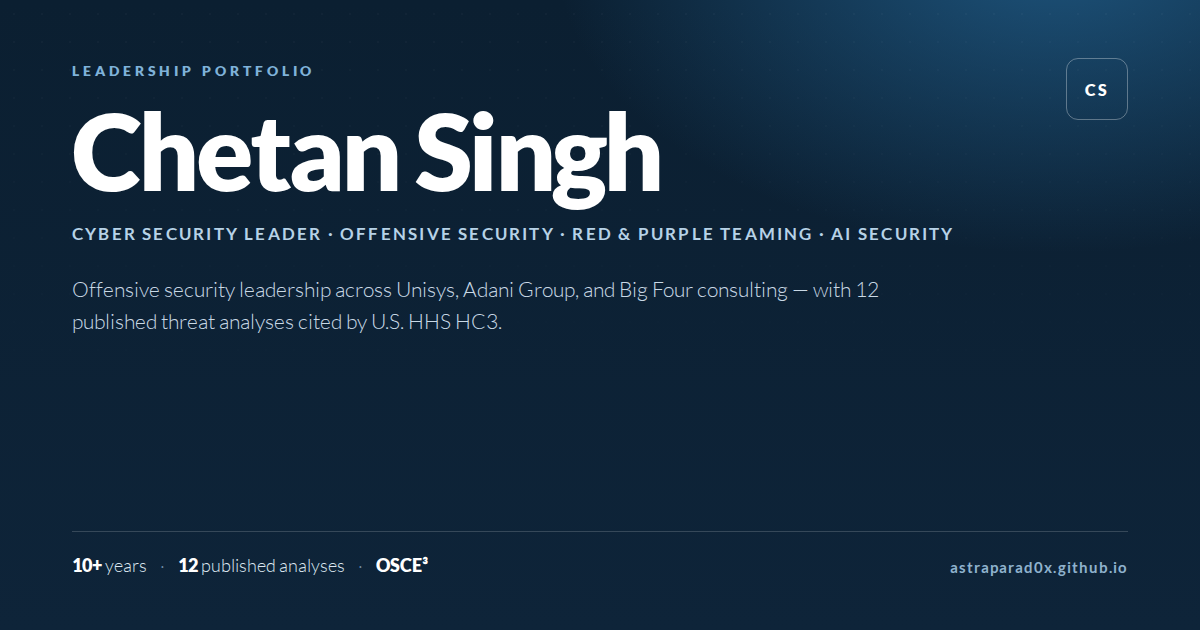 LEADERSHIP PORTFOLIO
CS
Chetan Singh
CYBER SECURITY LEADER · OFFENSIVE SECURITY · RED & PURPLE TEAMING · AI SECURITY
Offensive security leadership across Unisys, Adani Group, and Big Four consulting — with 12
published threat analyses cited by U.S. HHS HC3.
10+ years · 12 published analyses · OSCE³
astraparad0x.github.io